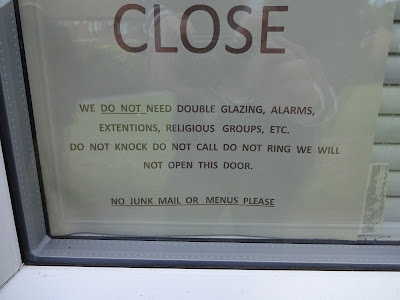 CLOSE
WE DO NOT NEED DOUBLE GLAZING, ALARMS,
EXTENTIONS, RELIGIOUS GROUPS, ETC.
DO NOT KNOCK DO NOT CALL DO NOT RING WE WILL
NOT OPEN THIS DOOR.
NO JUNK MAIL OR MENUS PLEASE